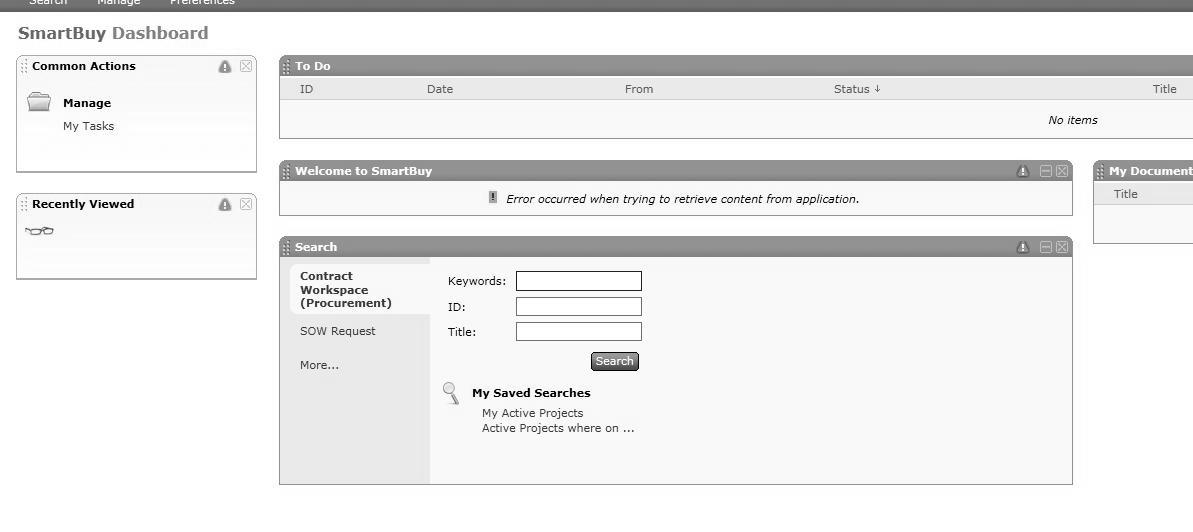 Search Manage Preferences
SmartBuy Dashboard
Common Actions
Manage
My Tasks
Recently Viewed
To Do
ID Date From Status ↓ Title
No items
Welcome to SmartBuy
Error occurred when trying to retrieve content from application.
Search
Contract
Workspace
(Procurement)
SOW Request
More...
Keywords:
ID:
Title:
Search
My Saved Searches
My Active Projects
Active Projects where on ...
My Document
Title